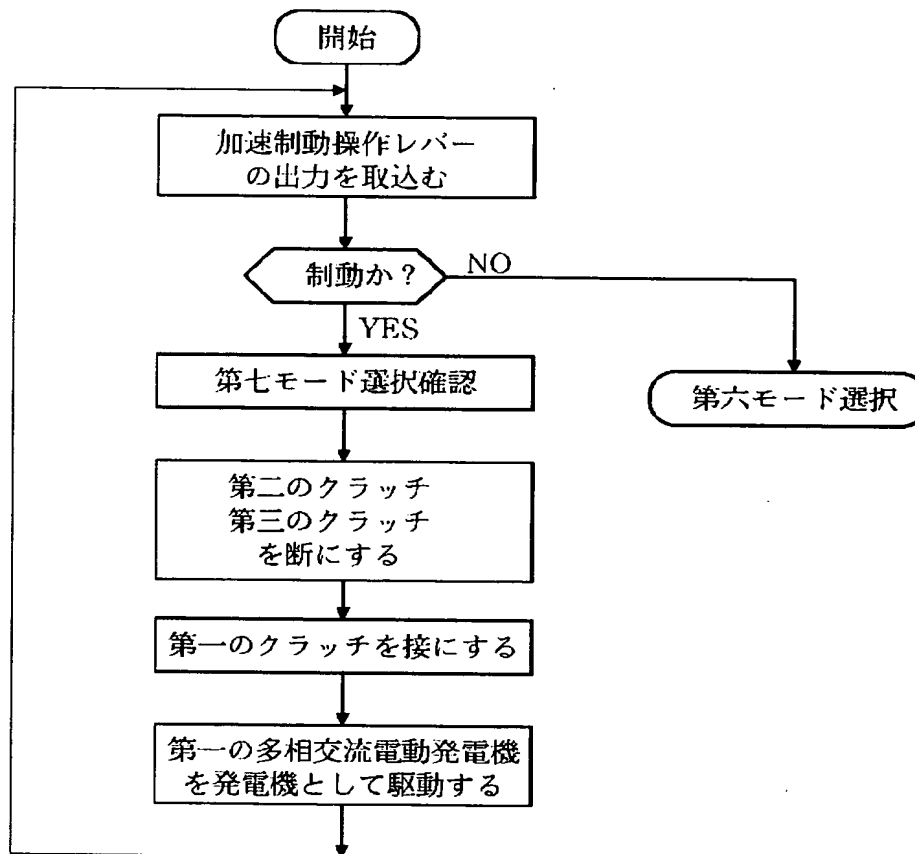 開始
加速制動操作レバー
の出力を取込む
制動か?
NO
YES
第七モード選択確認
第六モード選択
第二のクラッチ
第三のクラッチ
を断にする
第一のクラッチを接にする
第一の多相交流電動発電機
を発電機として駆動する